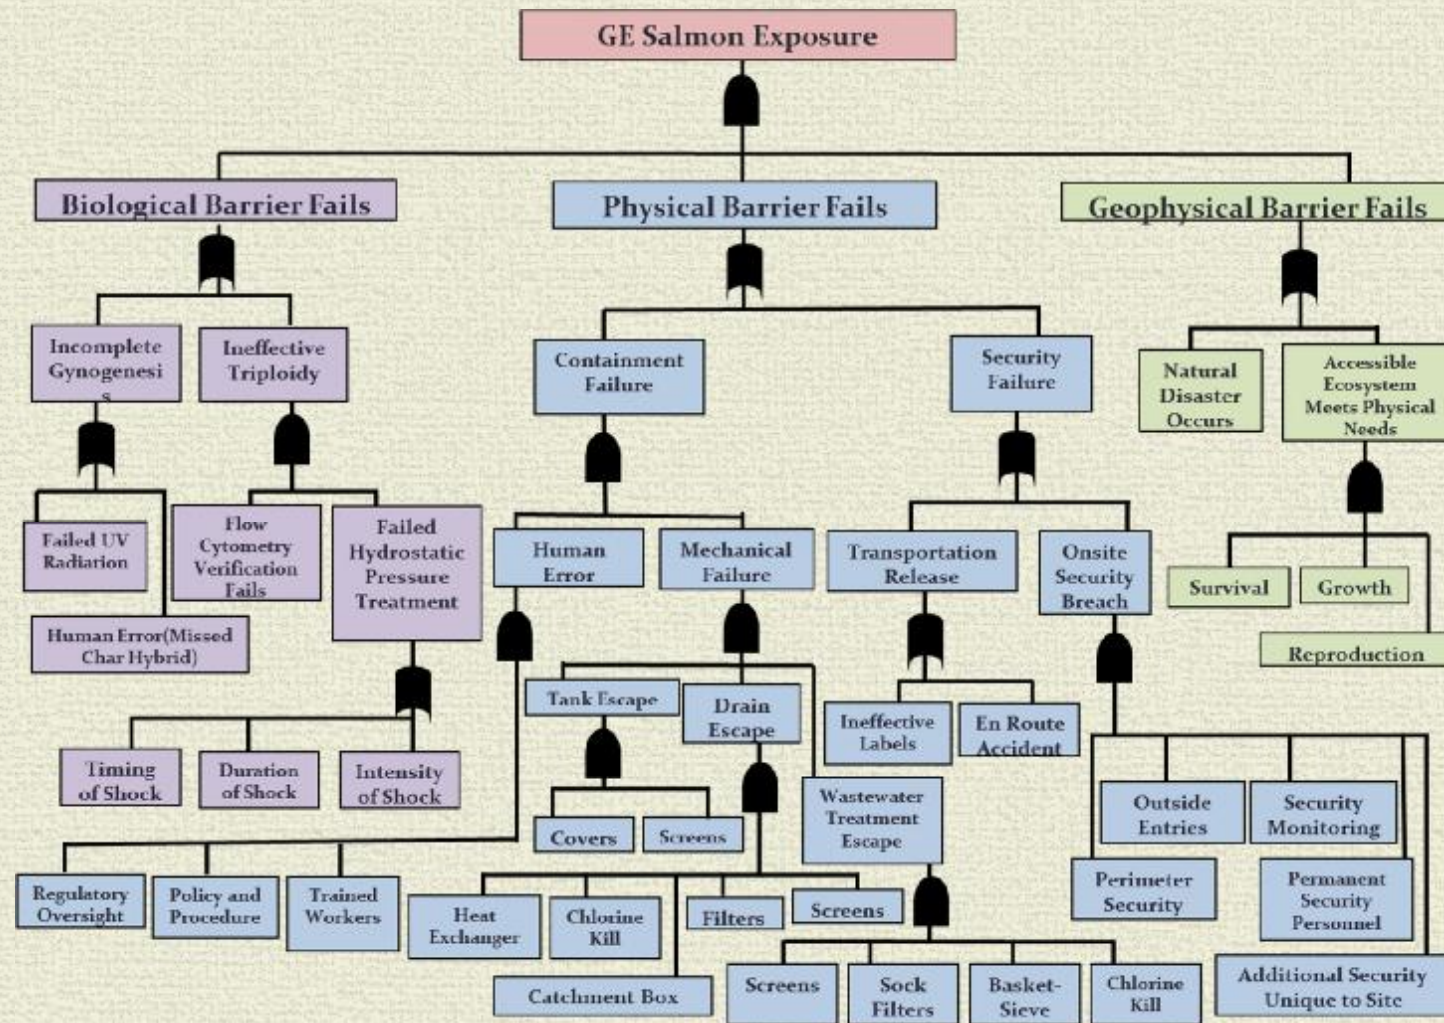 GE Salmon Exposure
Biological Barrier Fails
Physical Barrier Fails
Geophysical Barrier Fails
Incomplete
Gynogenesi
s
Ineffective
Triploidy
Containment
Failure
Security
Failure
Natural
Disaster
Occurs
Accessible
Ecosystem
Meets Physical
Needs
Failed UV
Radiation
Flow
Cytometry
Verification
Fails
Failed
Hydrostatic
Pressure
Treatment
Human
Error
Mechanical
Failure
Transportation
Release
Onsite
Security
Breach
Survival
Growth
Human Error(Missed
Char Hybrid)
Reproduction
Tank Escape
Drain
Escape
Ineffective
Labels
En Route
Accident
Timing
of Shock
Duration
of Shock
Intensity
of Shock
Covers
Screens
Wastewater
Treatment
Escape
Outside
Entries
Security
Monitoring
Regulatory
Oversight
Policy and
Procedure
Trained
Workers
Heat
Exchanger
Chlorine
Kill
Filters
Screens
Perimeter
Security
Permanent
Security
Personnel
Catchment Box
Screens
Sock
Filters
Basket-
Sieve
Chlorine
Kill
Additional Security
Unique to Site